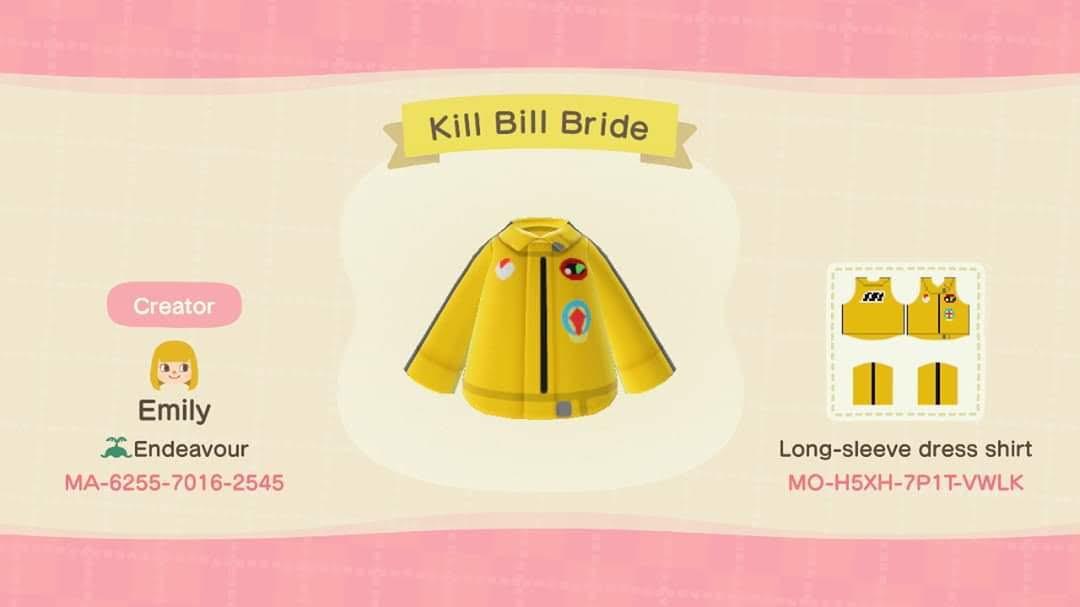 Kill Bill Bride
Creator
Emily
Endeavour
MA-6255-7016-2545
Long-sleeve dress shirt
MO-H5XH-7P1T-VWLK